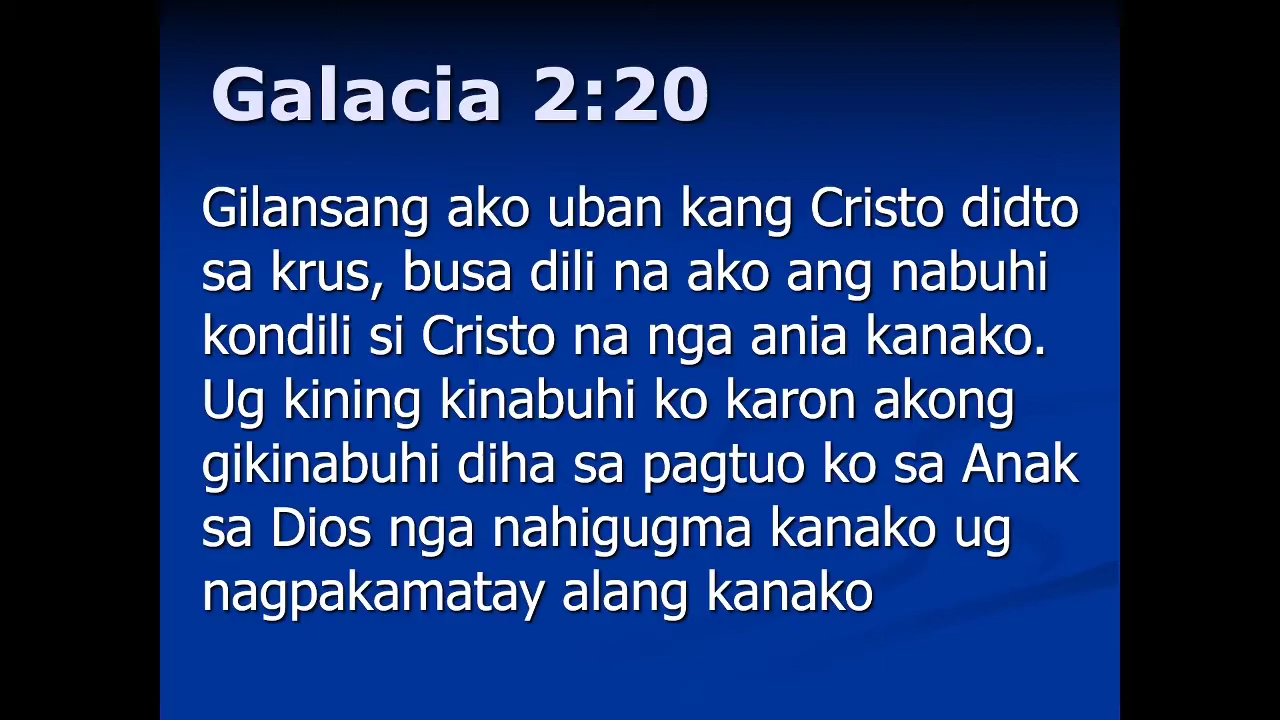 Galacia 2:20
Gilansang ako uban kang Cristo didto
sa krus, busa dili na ako ang nabuhi
kondili si Cristo na nga ania kanako.
Ug kining kinabuhi ko karon akong
gikinabuhi diha sa pagtuo ko sa Anak
sa Dios nga nahigugma kanako ug
nagpakamatay alang kanako